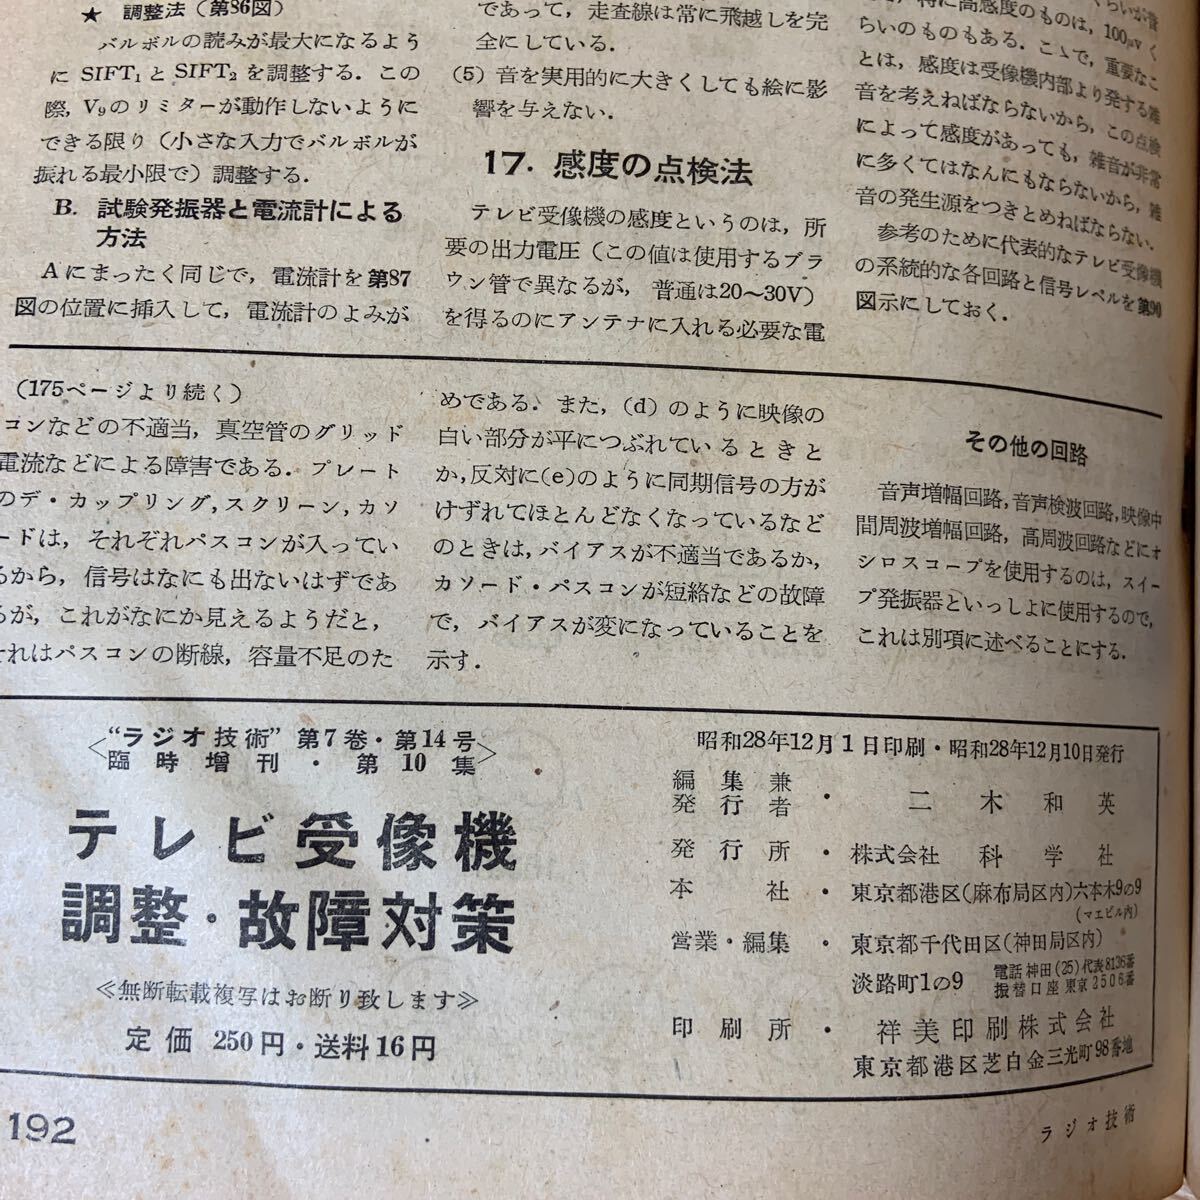 ★ 調整法（第86図）
バルボルの読みが最大になるよう
に SIFT₁ と SIFT₂ を調整する．この
際，V₉のリミターが動作しないように
できる限り（小さな入力でバルボルが
振れる最小限で）調整する．
B. 試験発振器と電流計による
方法
Aにまったく同じで，電流計を第87
図の位置に挿入して，電流計のよみが
であって，走査線は常に飛越しを完
全にしている．
(5) 音を実用的に大きくしても絵に影
響を与えない．
17. 感度の点検法
テレビ受像機の感度というのは，所
要の出力電圧（この値は使用するブラ
ウン管で異なるが，普通は20〜30V）
を得るのにアンテナに入れる必要な電
特に高感度のものは，100μv く
らいのものもある．こゝで，重要なこ
とは，感度は受像機内部より発する雑
音を考えねばならないから，この点検
によって感度があっても，雑音が非常
に多くてはなんにもならないから，雑
音の発生源をつきとめねばならない．
参考のために代表的なテレビ受像機
の系統的な各回路と信号レベルを第90
図示にしておく．
（175ページより続く）
コンなどの不適当，真空管のグリッド
電流などによる障害である．プレート
のデ・カップリング，スクリーン，カソ
ードは，それぞれパスコンが入ってい
るから，信号はなにも出ないはずであ
るが，これがなにか見えるようだと，
それはパスコンの断線，容量不足のた
めである．また，(d) のように映像の
白い部分が平につぶれているときと
か，反対に(e)のように同期信号の方が
けずれてほとんどなくなっているなど
のときは，バイアスが不適当であるか，
カソード・パスコンが短絡などの故障
で，バイアスが変になっていることを
示す．
その他の回路
音声増幅回路，音声検波回路，映像中
間周波増幅回路，高周波回路などにオ
シロスコープを使用するのは，スイー
プ発振器といっしょに使用するので，
これは別項に述べることにする．
〈“ラジオ技術” 第7巻・第14号
臨時増刊・第10集〉
テレビ受像機
調整・故障対策
≪無断転載複写はお断り致します≫
定価 250円・送料16円
昭和28年12月1日印刷・昭和28年12月10日発行
編集兼
発行者・二木和英
発行所・株式会社 科学社
本社・東京都港区(麻布局区内)六本木9の9
(マエビル内)
営業・編集・東京都千代田区(神田局区内)
淡路町1の9 電話 神田 (25) 代表8136番
振替口座 東京 2506番
印刷所・祥美印刷株式会社
東京都港区芝白金三光町98番地
192
ラジオ技術